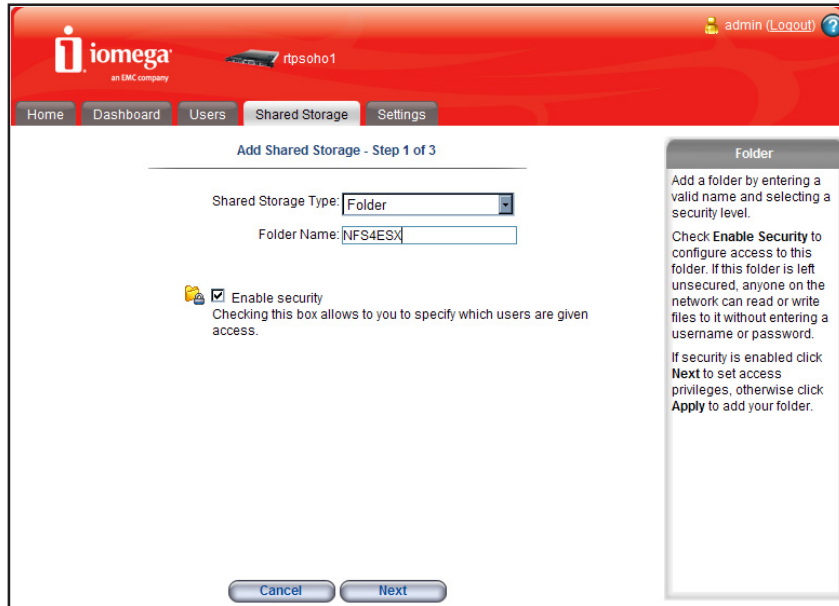 admin (Logout) ?
iomega
an EMC company
rtpsoho1
Home Dashboard Users Shared Storage Settings
Add Shared Storage - Step 1 of 3
Shared Storage Type: Folder
Folder Name: NFS4ESX
Enable security
Checking this box allows to you to specify which users are given
access.
Cancel Next
Folder
Add a folder by entering a
valid name and selecting a
security level.
Check Enable Security to
configure access to this
folder. If this folder is left
unsecured, anyone on the
network can read or write
files to it without entering a
username or password.
If security is enabled click
Next to set access
privileges, otherwise click
Apply to add your folder.